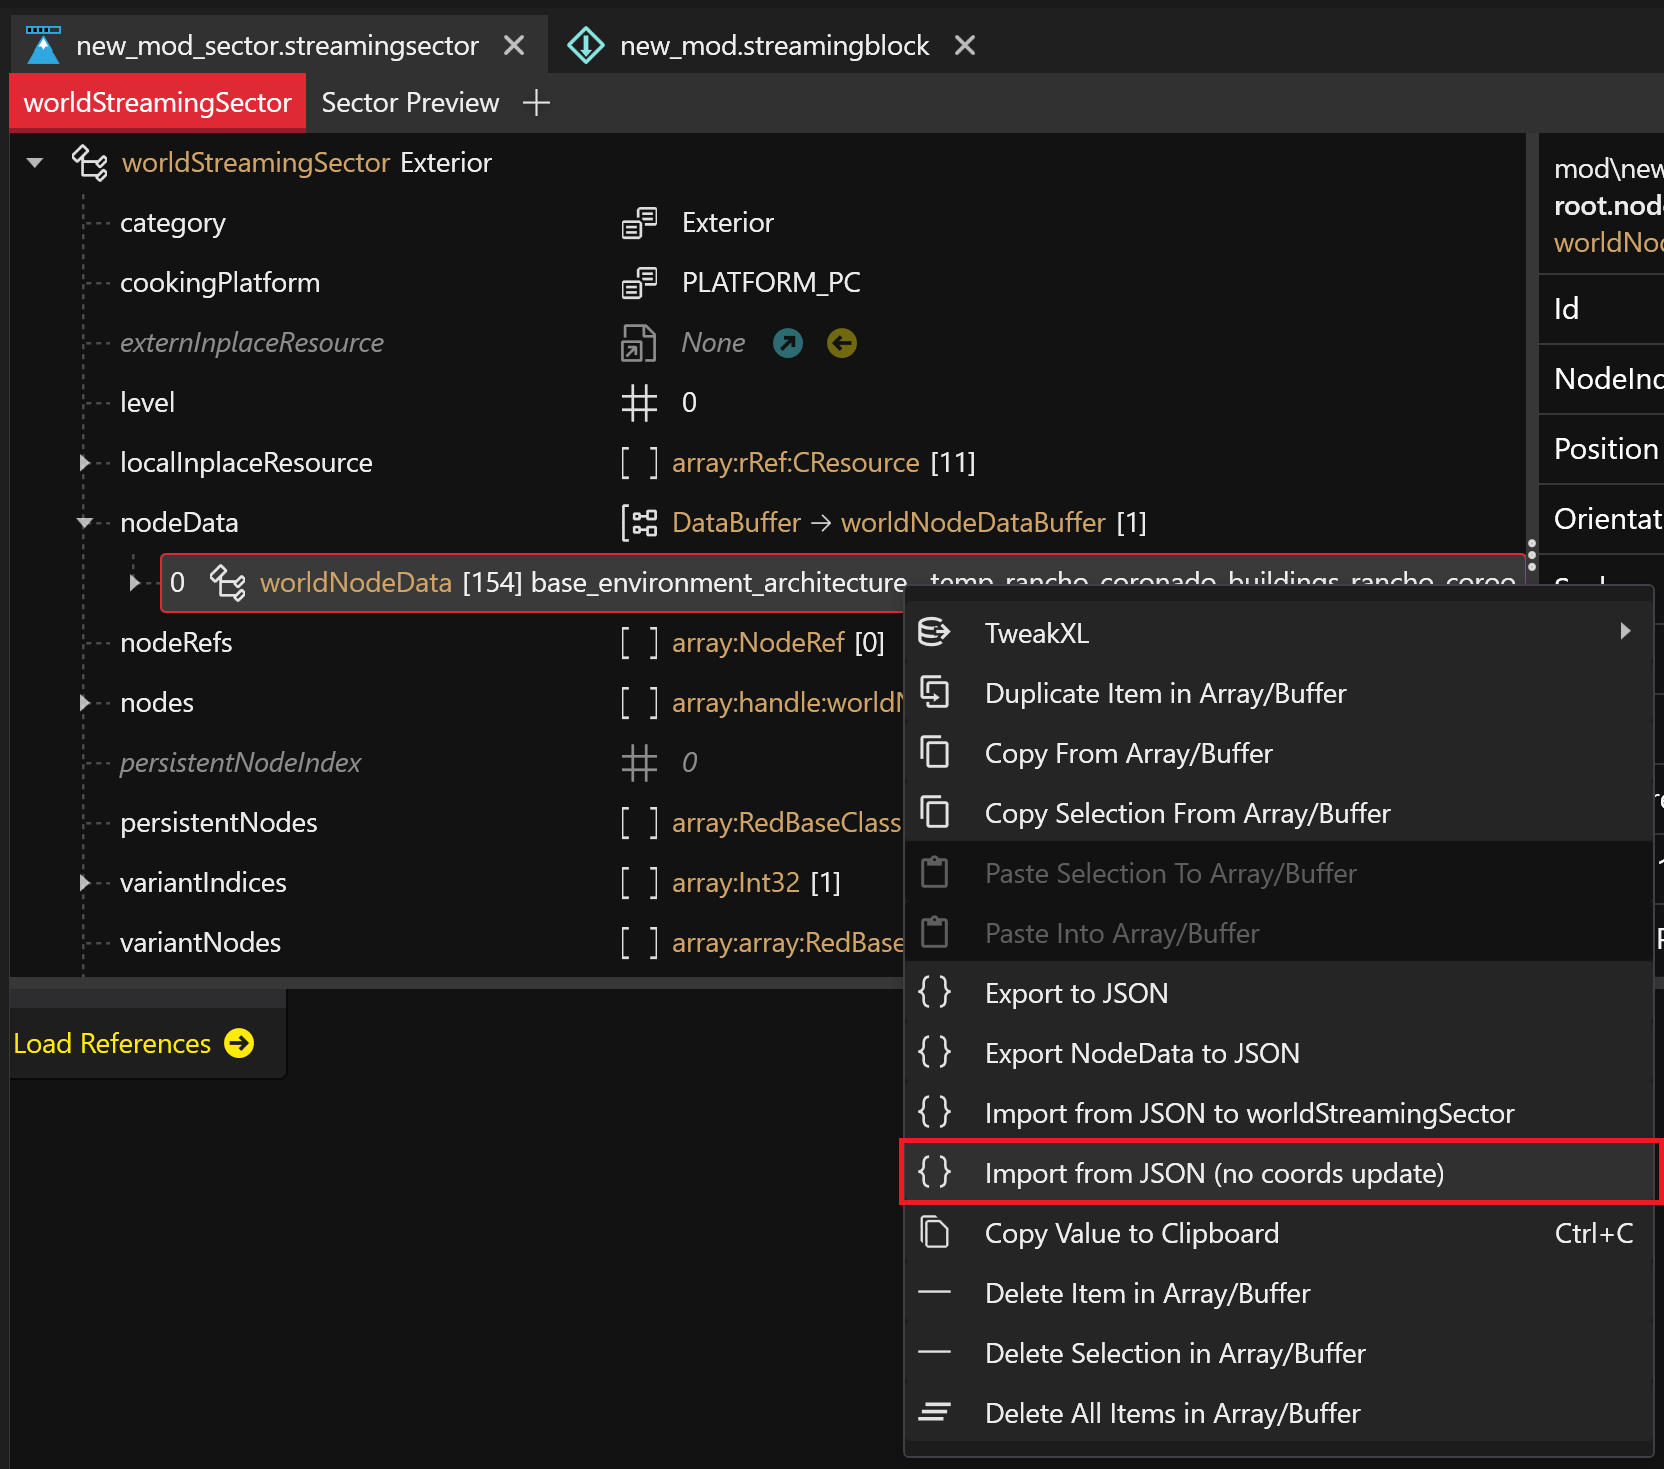 new_mod_sector.streamingsector new_mod.streamingblock
worldStreamingSector Sector Preview
worldStreamingSector Exterior
category Exterior
cookingPlatform PLATFORM_PC
externInplaceResource None
level 0
localInplaceResource [ ] array:rRef:CResource [11]
nodeData DataBuffer → worldNodeDataBuffer [1]
0 worldNodeData [154] base_environment_architecture
nodeRefs [ ] array:NodeRef [0]
nodes [ ] array:handle:world
persistentNodeIndex 0
persistentNodes [ ] array:RedBaseClass
variantIndices [ ] array:Int32 [1]
variantNodes [ ] array:array:RedBase
Load References
mod\new
root.nod
worldNo
Id
NodeInd
Position
Orientat
TweakXL
Duplicate Item in Array/Buffer
Copy From Array/Buffer
Copy Selection From Array/Buffer
Paste Selection To Array/Buffer
Paste Into Array/Buffer
{ } Export to JSON
{ } Export NodeData to JSON
{ } Import from JSON to worldStreamingSector
{ } Import from JSON (no coords update)
Copy Value to Clipboard Ctrl+C
Delete Item in Array/Buffer
Delete Selection in Array/Buffer
Delete All Items in Array/Buffer